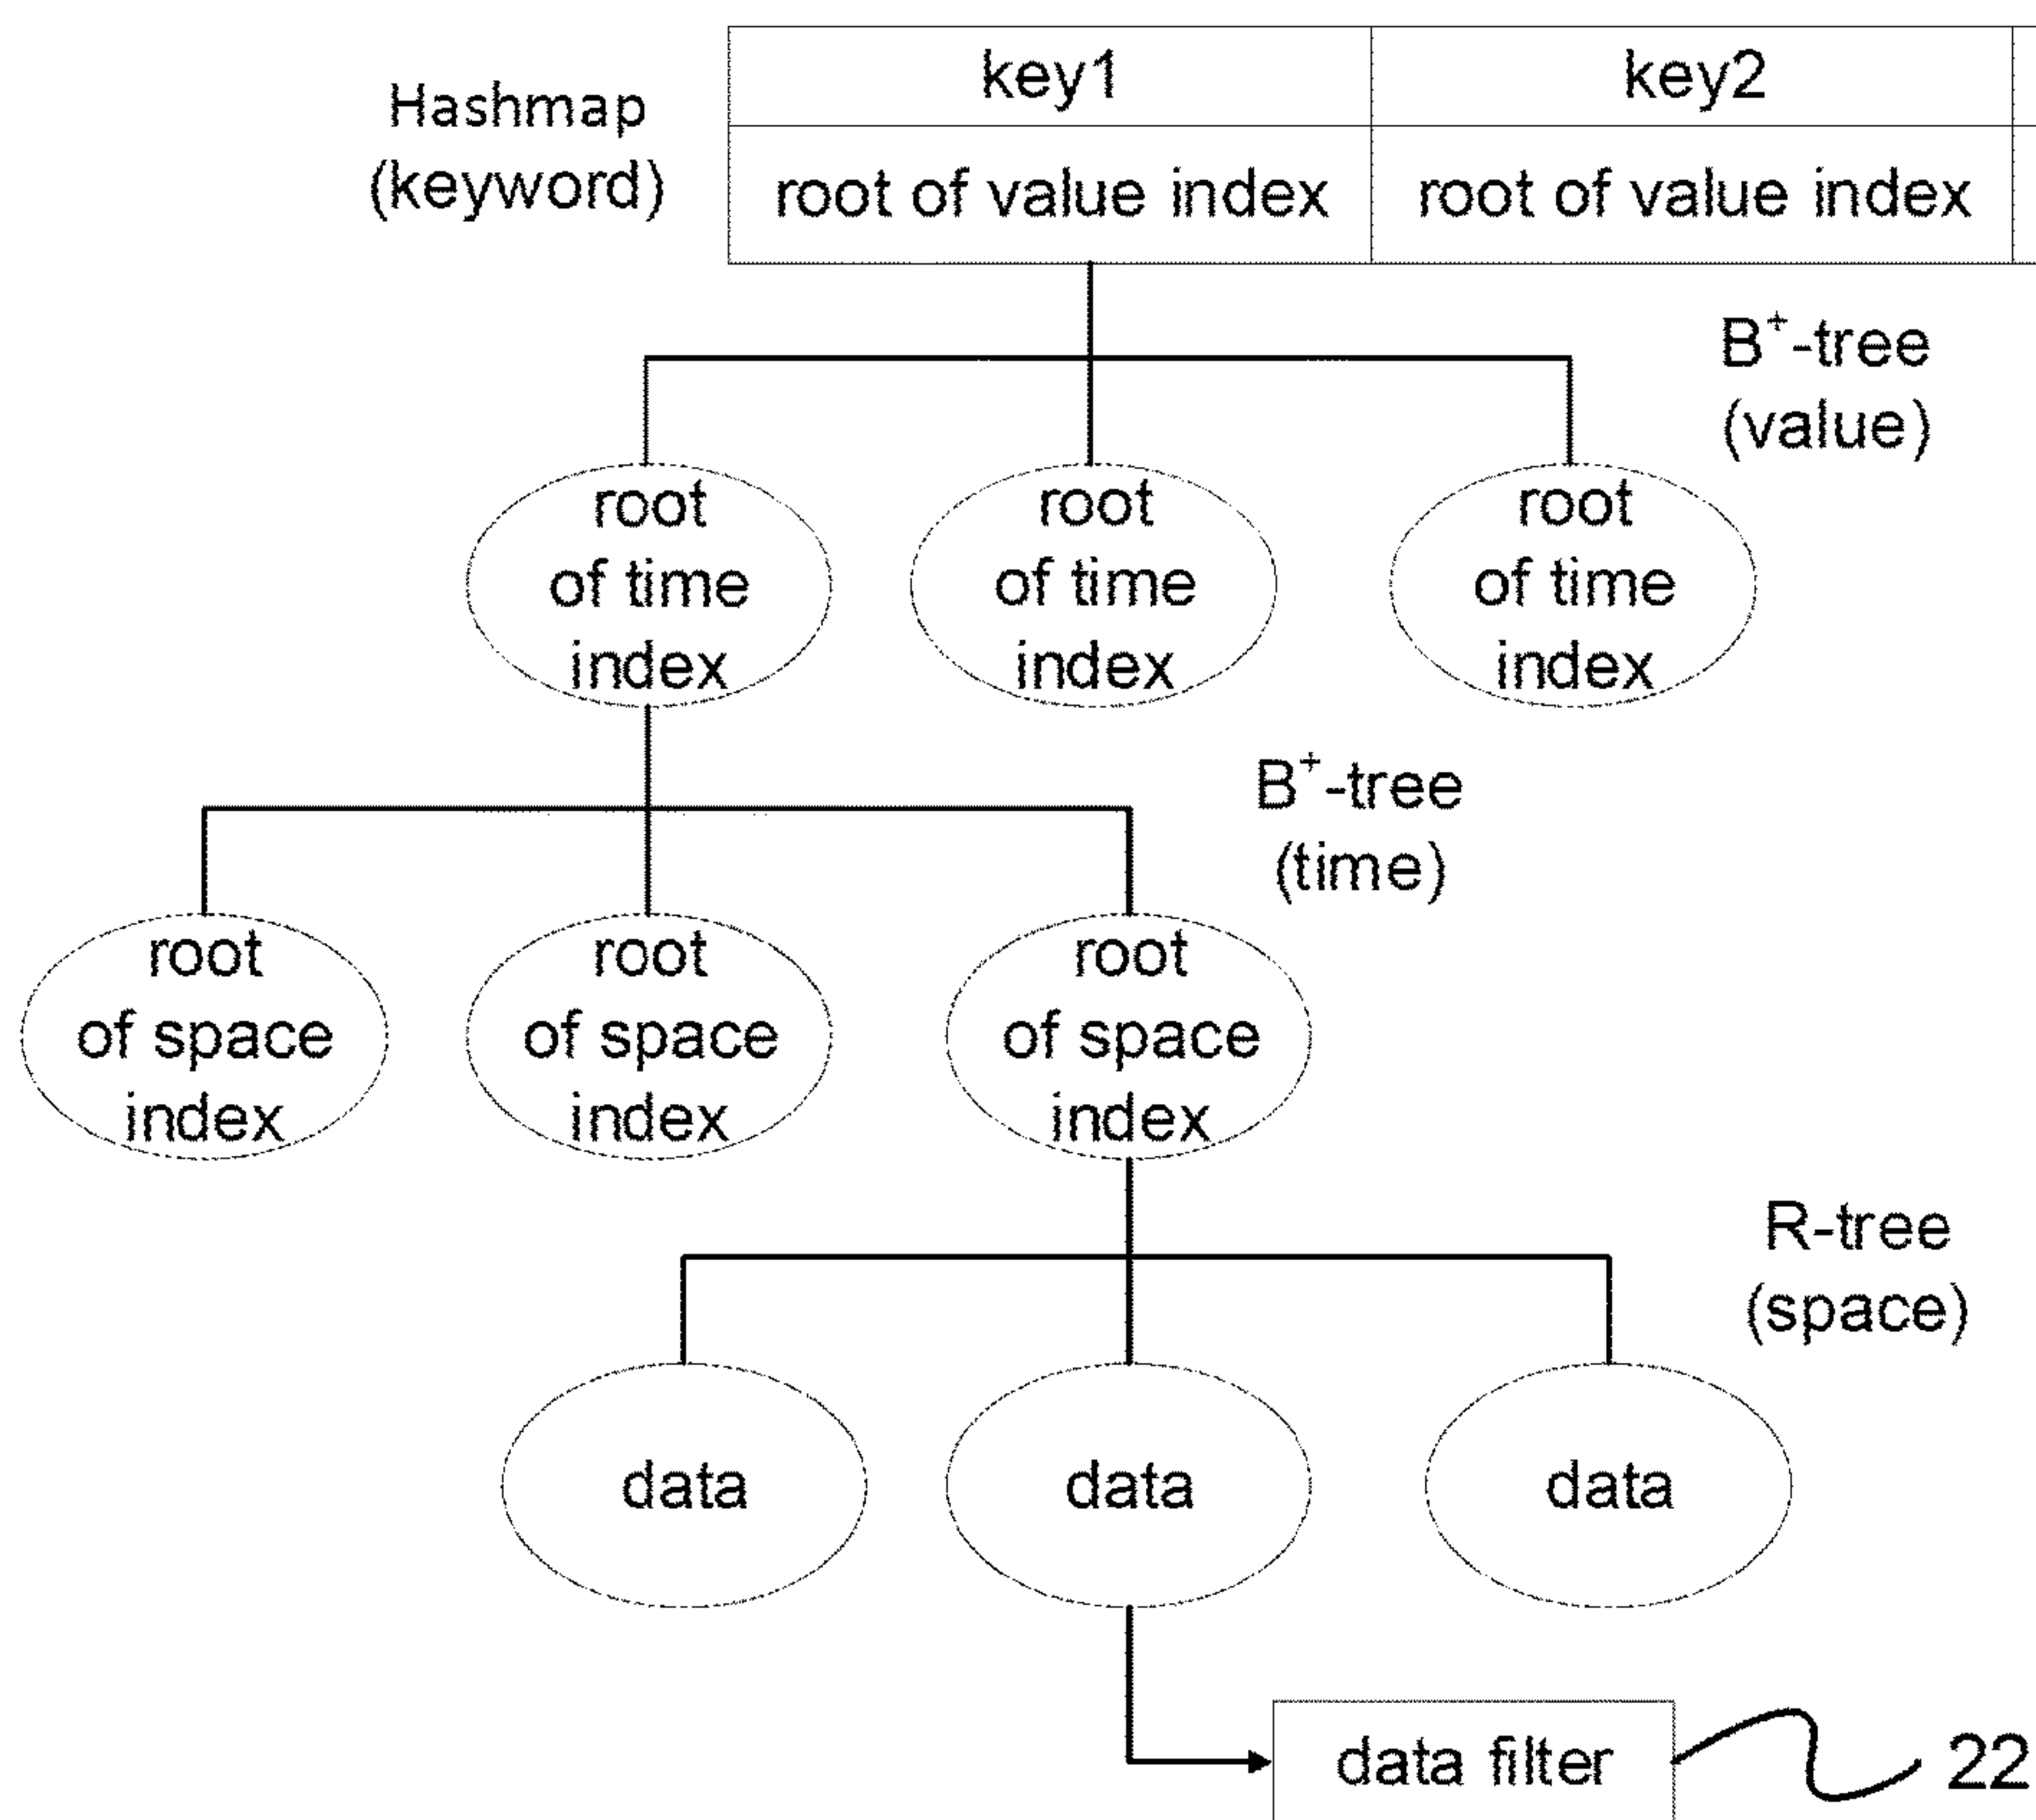 key1
key2
Hashmap
(keyword)
root of value index
root of value index
B⁺-tree
(value)
root
of time
index
root
of time
index
root
of time
index
B⁺-tree
(time)
root
of space
index
root
of space
index
root
of space
index
R-tree
(space)
data
data
data
data filter
22